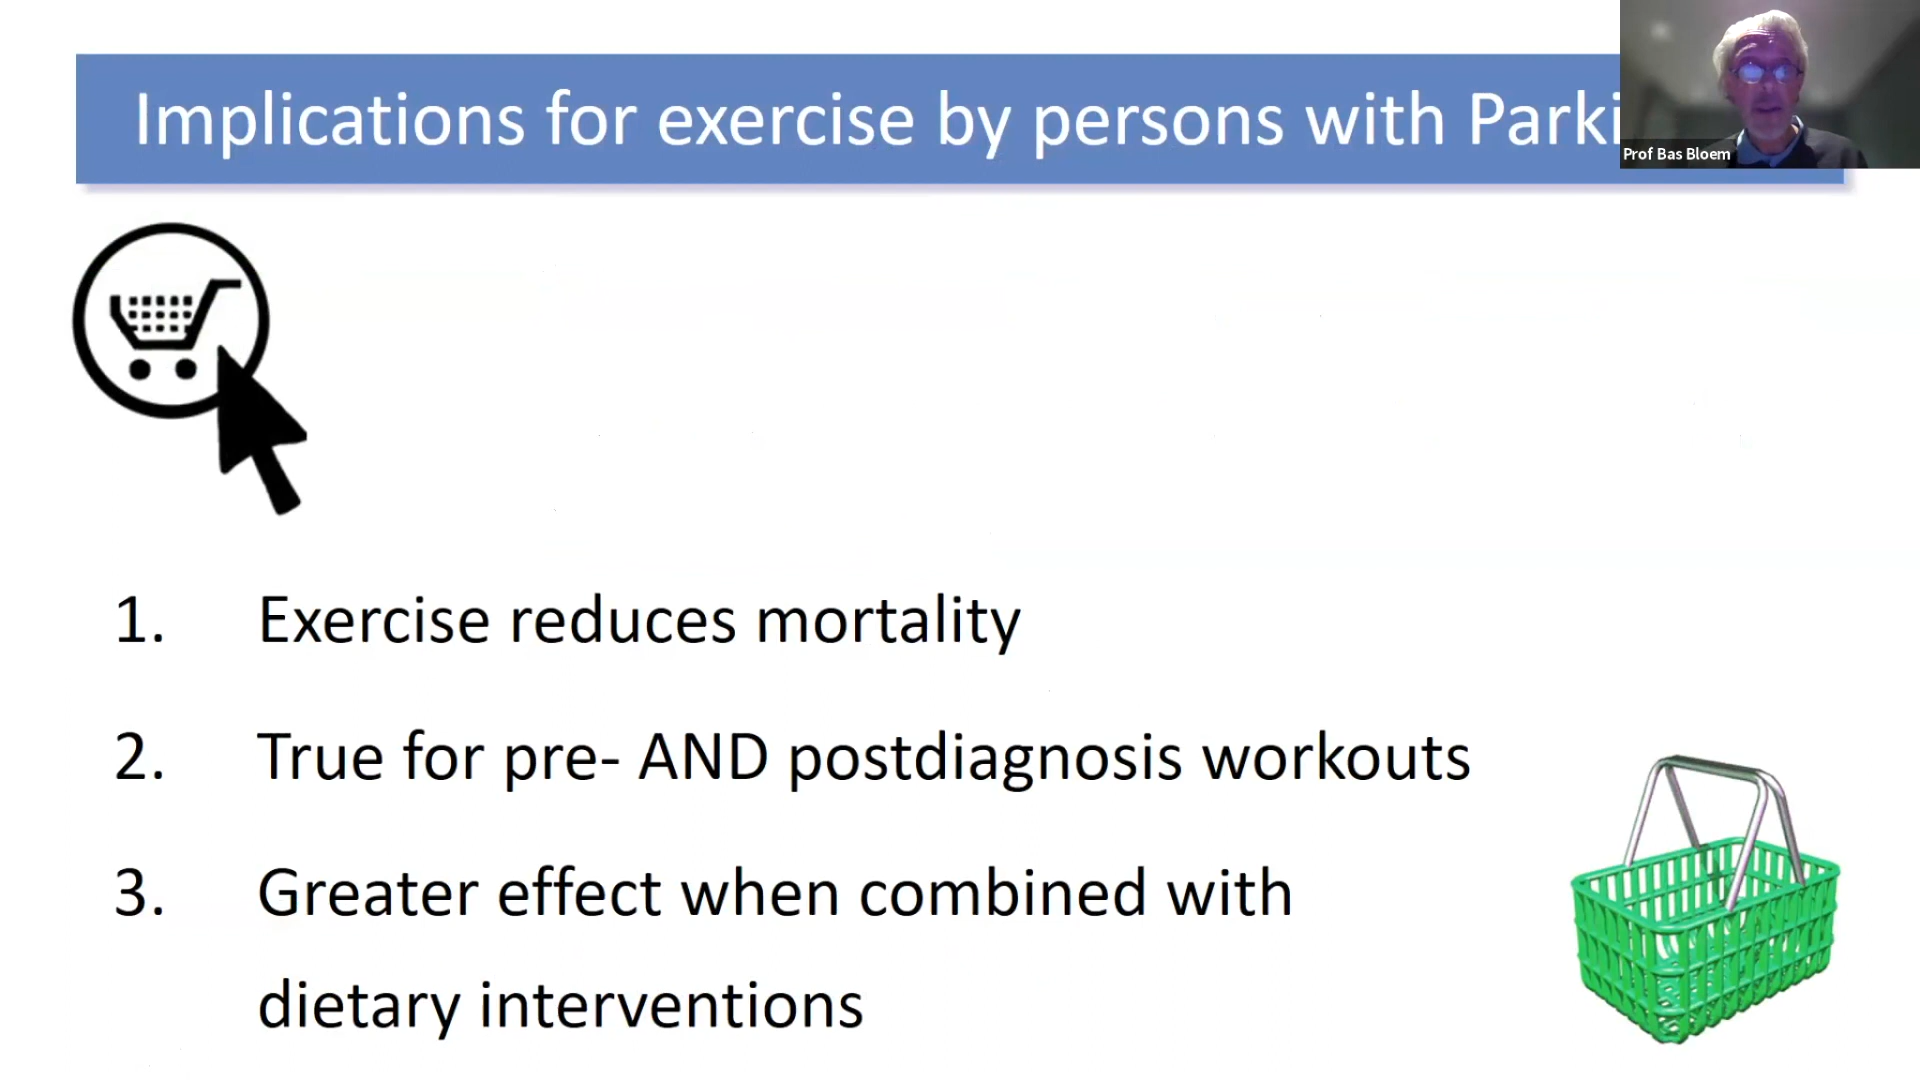 Implications for exercise by persons with Parki
Prof Bas Bloem
1. Exercise reduces mortality
2. True for pre- AND postdiagnosis workouts
3. Greater effect when combined with
dietary interventions